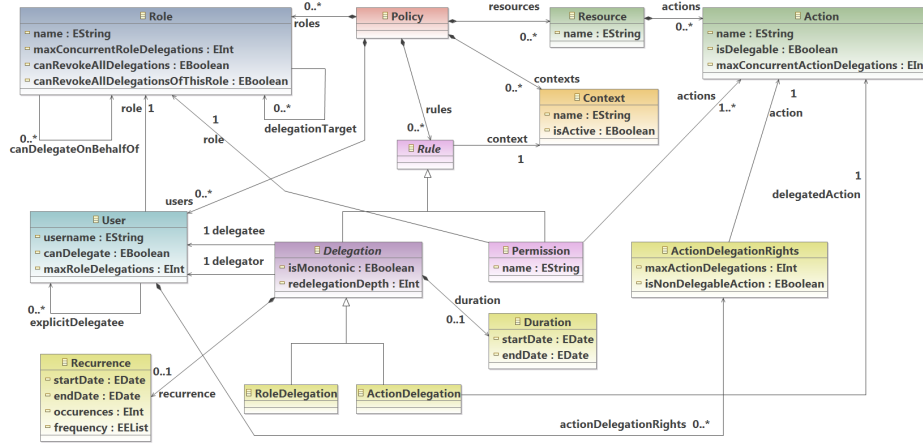 Role
name : EString
maxConcurrentRoleDelegations : EInt
canRevokeAllDelegations : EBoolean
canRevokeAllDelegationsOfThisRole : EBoolean
0..*
roles
Policy
resources
0..*
Resource
name : EString
actions
0..*
Action
name : EString
isDelegable : EBoolean
maxConcurrentActionDelegations : EInt
0..*
canDelegateOnBehalfOf
role 1
0..*
delegationTarget
1
role
rules
0..*
contexts
0..*
Context
name : EString
isActive : EBoolean
actions
1..*
1
action
Rule
context
1
1
delegatedAction
users
0..*
User
username : EString
canDelegate : EBoolean
maxRoleDelegations : EInt
1 delegatee
1 delegator
Delegation
isMonotonic : EBoolean
redelegationDepth : EInt
Permission
name : EString
ActionDelegationRights
maxActionDelegations : EInt
isNonDelegableAction : EBoolean
0..*
explicitDelegatee
duration
0..1
Duration
startDate : EDate
endDate : EDate
Recurrence
startDate : EDate
endDate : EDate
occurences : EInt
frequency : EEList
0..1
recurrence
RoleDelegation
ActionDelegation
actionDelegationRights 0..*